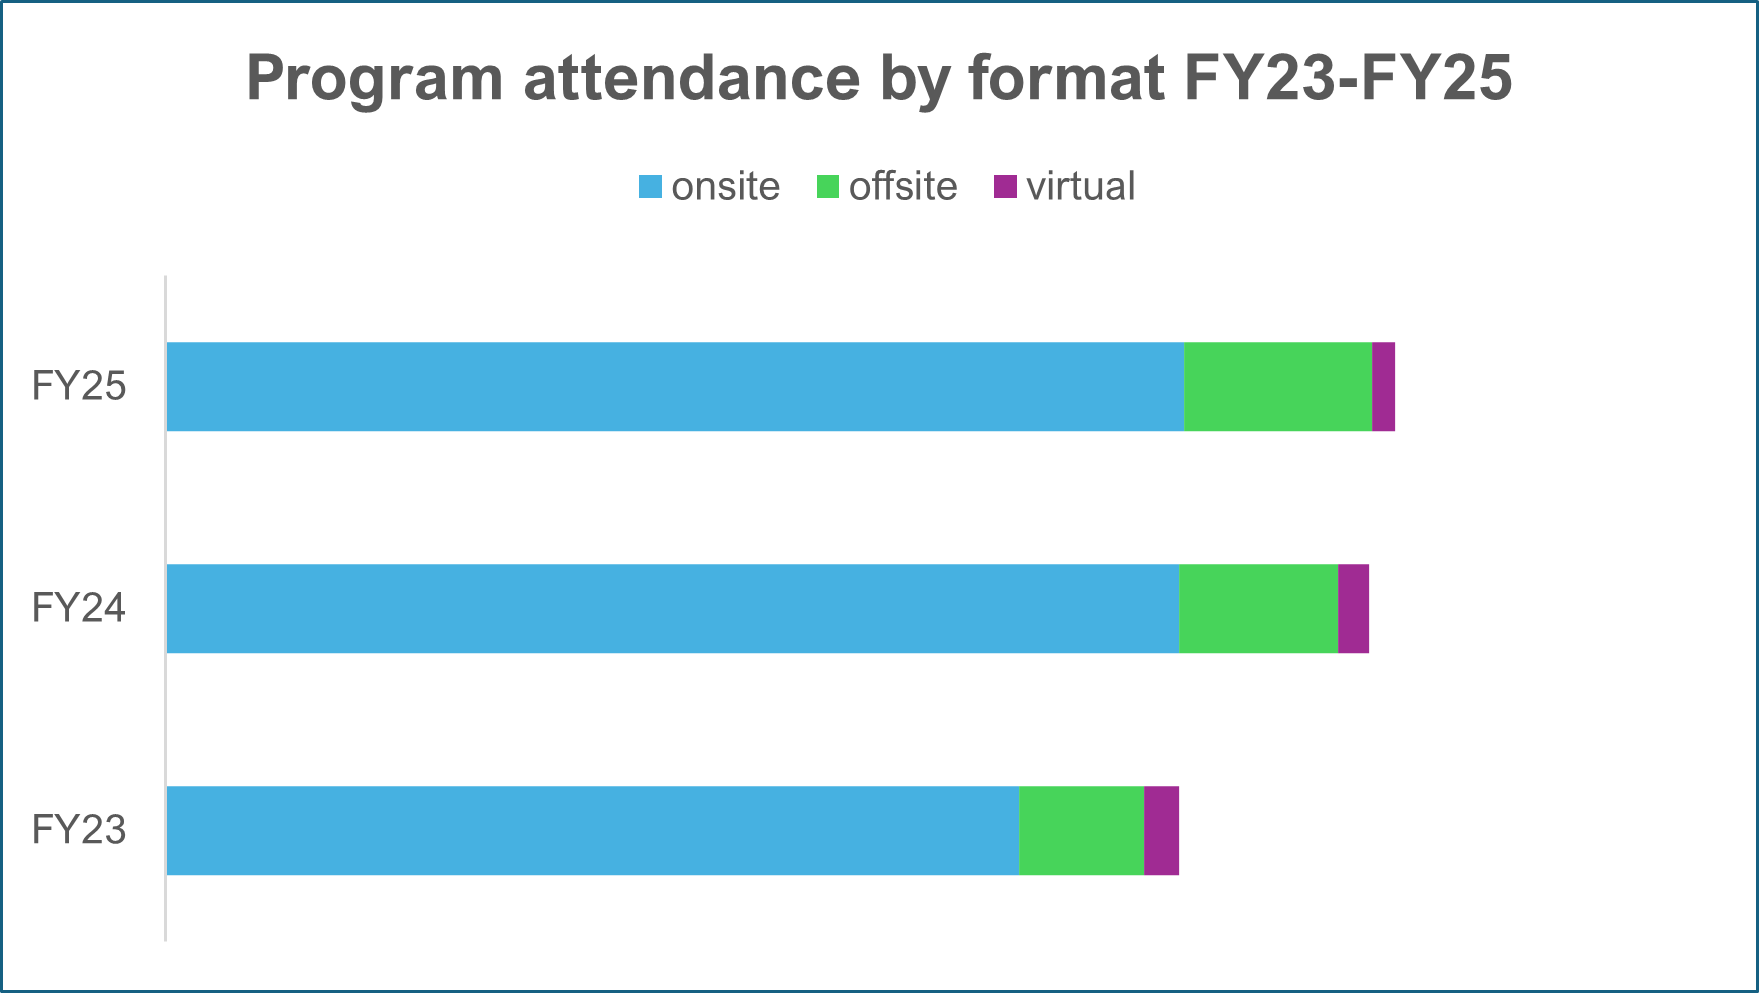 Program attendance by format FY23-FY25
onsite offsite virtual
FY25
FY24
FY23